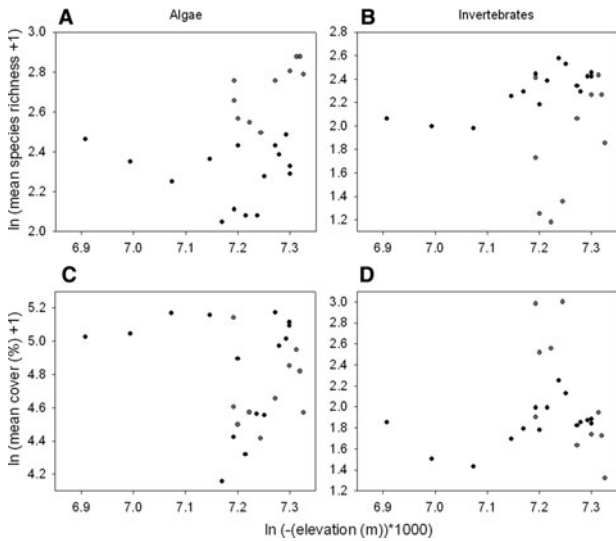 A Algae
B Invertebrates
ln (mean species richness +1)
3.0
2.8
2.6
2.4
2.2
2.0
6.9 7.0 7.1 7.2 7.3
2.8
2.6
2.4
2.2
2.0
1.8
1.6
1.4
1.2
6.9 7.0 7.1 7.2 7.3
C
D
ln (mean cover (%) +1)
5.2
5.0
4.8
4.6
4.4
4.2
6.9 7.0 7.1 7.2 7.3
3.0
2.8
2.6
2.4
2.2
2.0
1.8
1.6
1.4
1.2
6.9 7.0 7.1 7.2 7.3
ln (-(elevation (m))*1000)